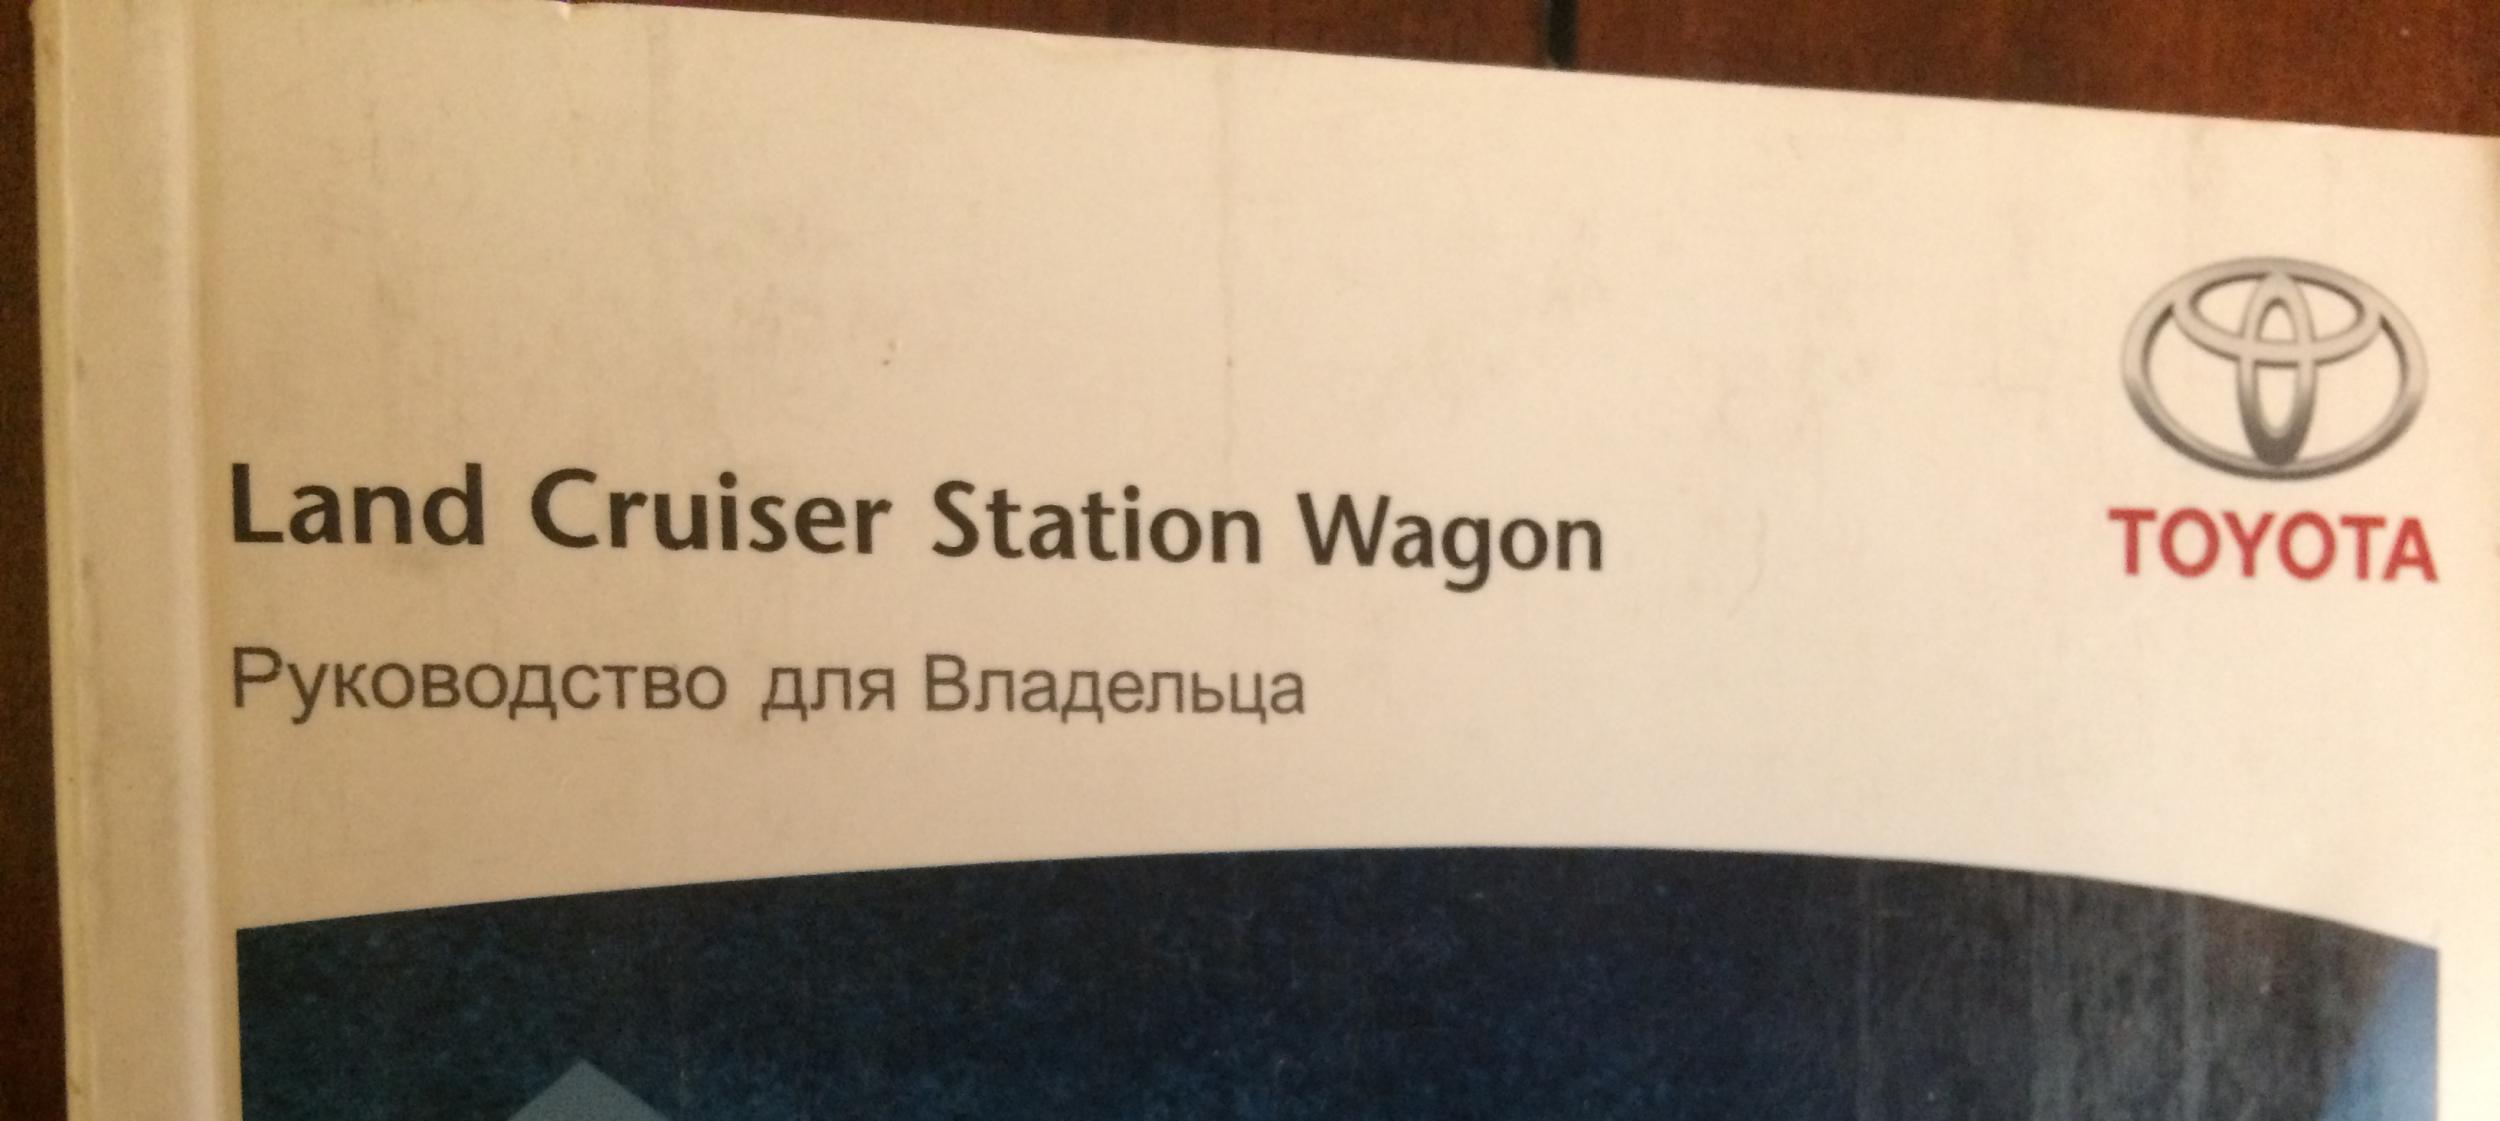 Land Cruiser Station Wagon
TOYOTA
Руководство для Владельца